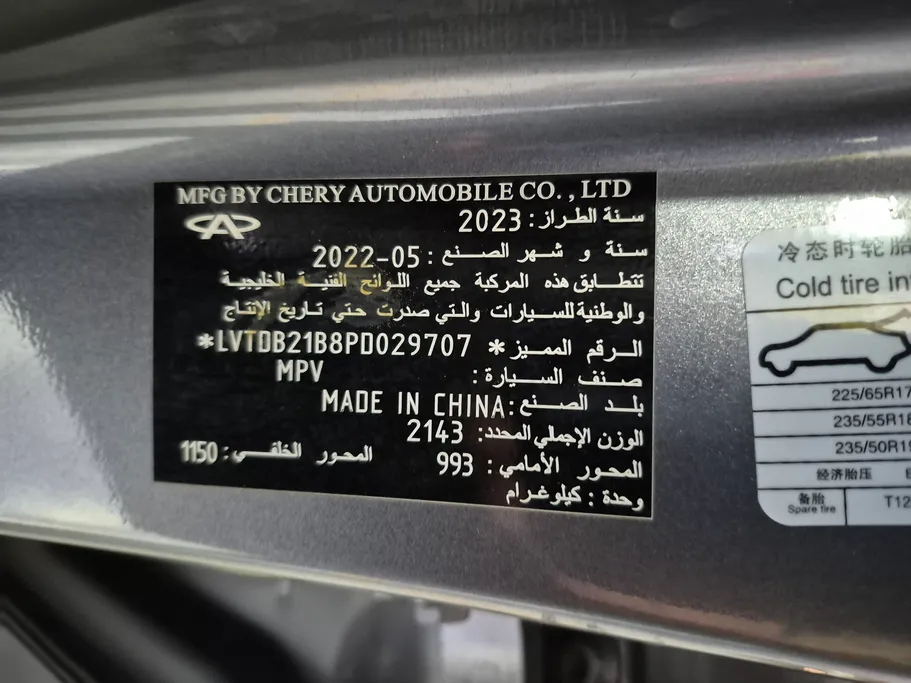 MFG BY CHERY AUTOMOBILE CO. , LTD
سنة الطراز: 2023
سنة و شهر الصنع: 2022-05
تتطابق هذه المركبة جميع اللوائح الفنية الخليجية
والوطنية للسيارات والتي صدرت حتي تاريخ الإنتاج
الرقم المميز: *LVTDB21B8PD029707*
صنف السيارة: MPV
بلد الصنع: MADE IN CHINA
الوزن الإجمالي المحدد: 2143
المحور الأمامي: 993 المحور الخلفي: 1150
وحدة: كيلوغرام
冷态时轮胎
Cold tire in
225/65R17
235/55R18
235/50R19
经济胎压
备胎
Spare tire
T12